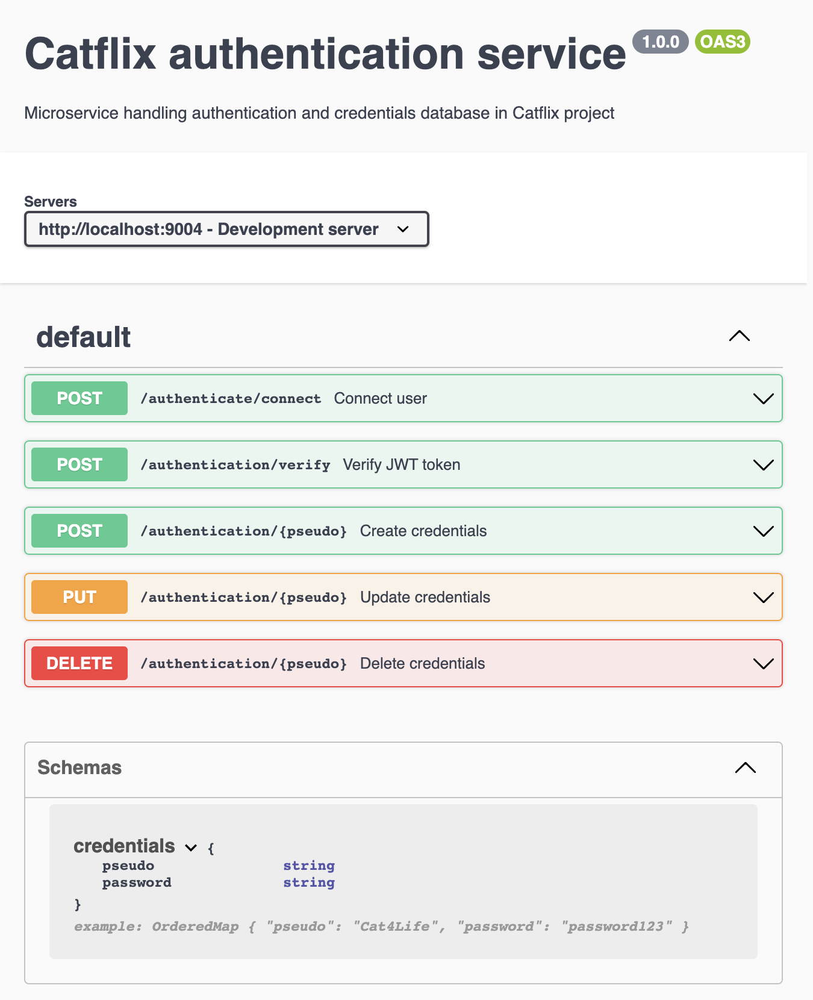 Catflix authentication service 1.0.0 OAS3
Microservice handling authentication and credentials database in Catflix project
Servers
http://localhost:9004 - Development server
default
POST /authenticate/connect Connect user
POST /authentication/verify Verify JWT token
POST /authentication/{pseudo} Create credentials
PUT /authentication/{pseudo} Update credentials
DELETE /authentication/{pseudo} Delete credentials
Schemas
credentials {
pseudo string
password string
}
example: OrderedMap { "pseudo": "Cat4Life", "password": "password123" }